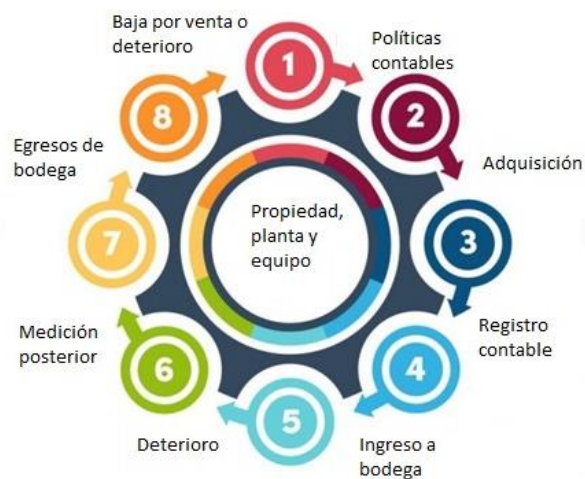 Baja por venta o
deterioro
1
Políticas
contables
2
Adquisición
3
Registro
contable
4
Ingreso a
bodega
5
Deterioro
6
Medición
posterior
7
Egresos de
bodega
8
Propiedad,
planta y
equipo